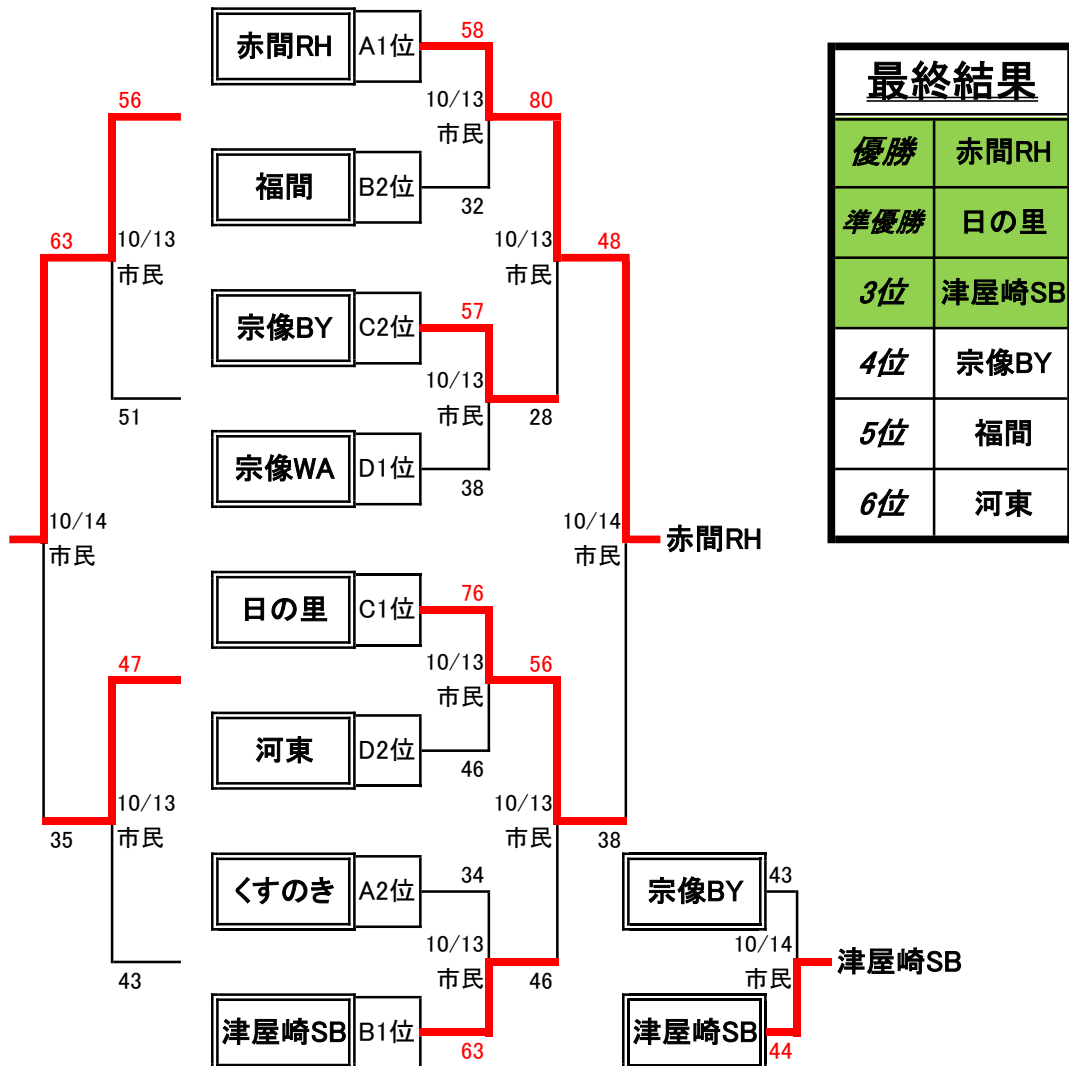 赤間RH A1位 58
最終結果
56
10/13
市民
80
優勝 赤間RH
福間 B2位
32
準優勝 日の里
63
10/13
市民
10/13
市民
48
3位 津屋崎SB
宗像BY C2位 57
4位 宗像BY
10/13
市民
51
28
5位 福間
宗像WA D1位
38
6位 河東
10/14
市民
10/14
市民
赤間RH
日の里 C1位 76
47
10/13
市民
56
河東 D2位
46
10/13
市民
35
10/13
市民
38
くすのき A2位 34
宗像BY 43
10/13
市民
10/14
市民
津屋崎SB
43
46
津屋崎SB B1位
63
津屋崎SB
44